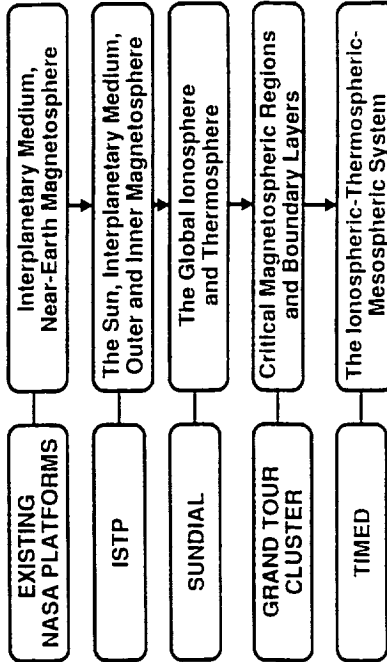 EXISTING
NASA PLATFORMS
Interplanetary Medium,
Near-Earth Magnetosphere
ISTP
The Sun, Interplanetary Medium,
Outer and Inner Magnetosphere
SUNDIAL
The Global Ionosphere
and Thermosphere
GRAND TOUR
CLUSTER
Critical Magnetospheric Regions
and Boundary Layers
TIMED
The Ionospheric-Thermospheric-
Mesospheric System